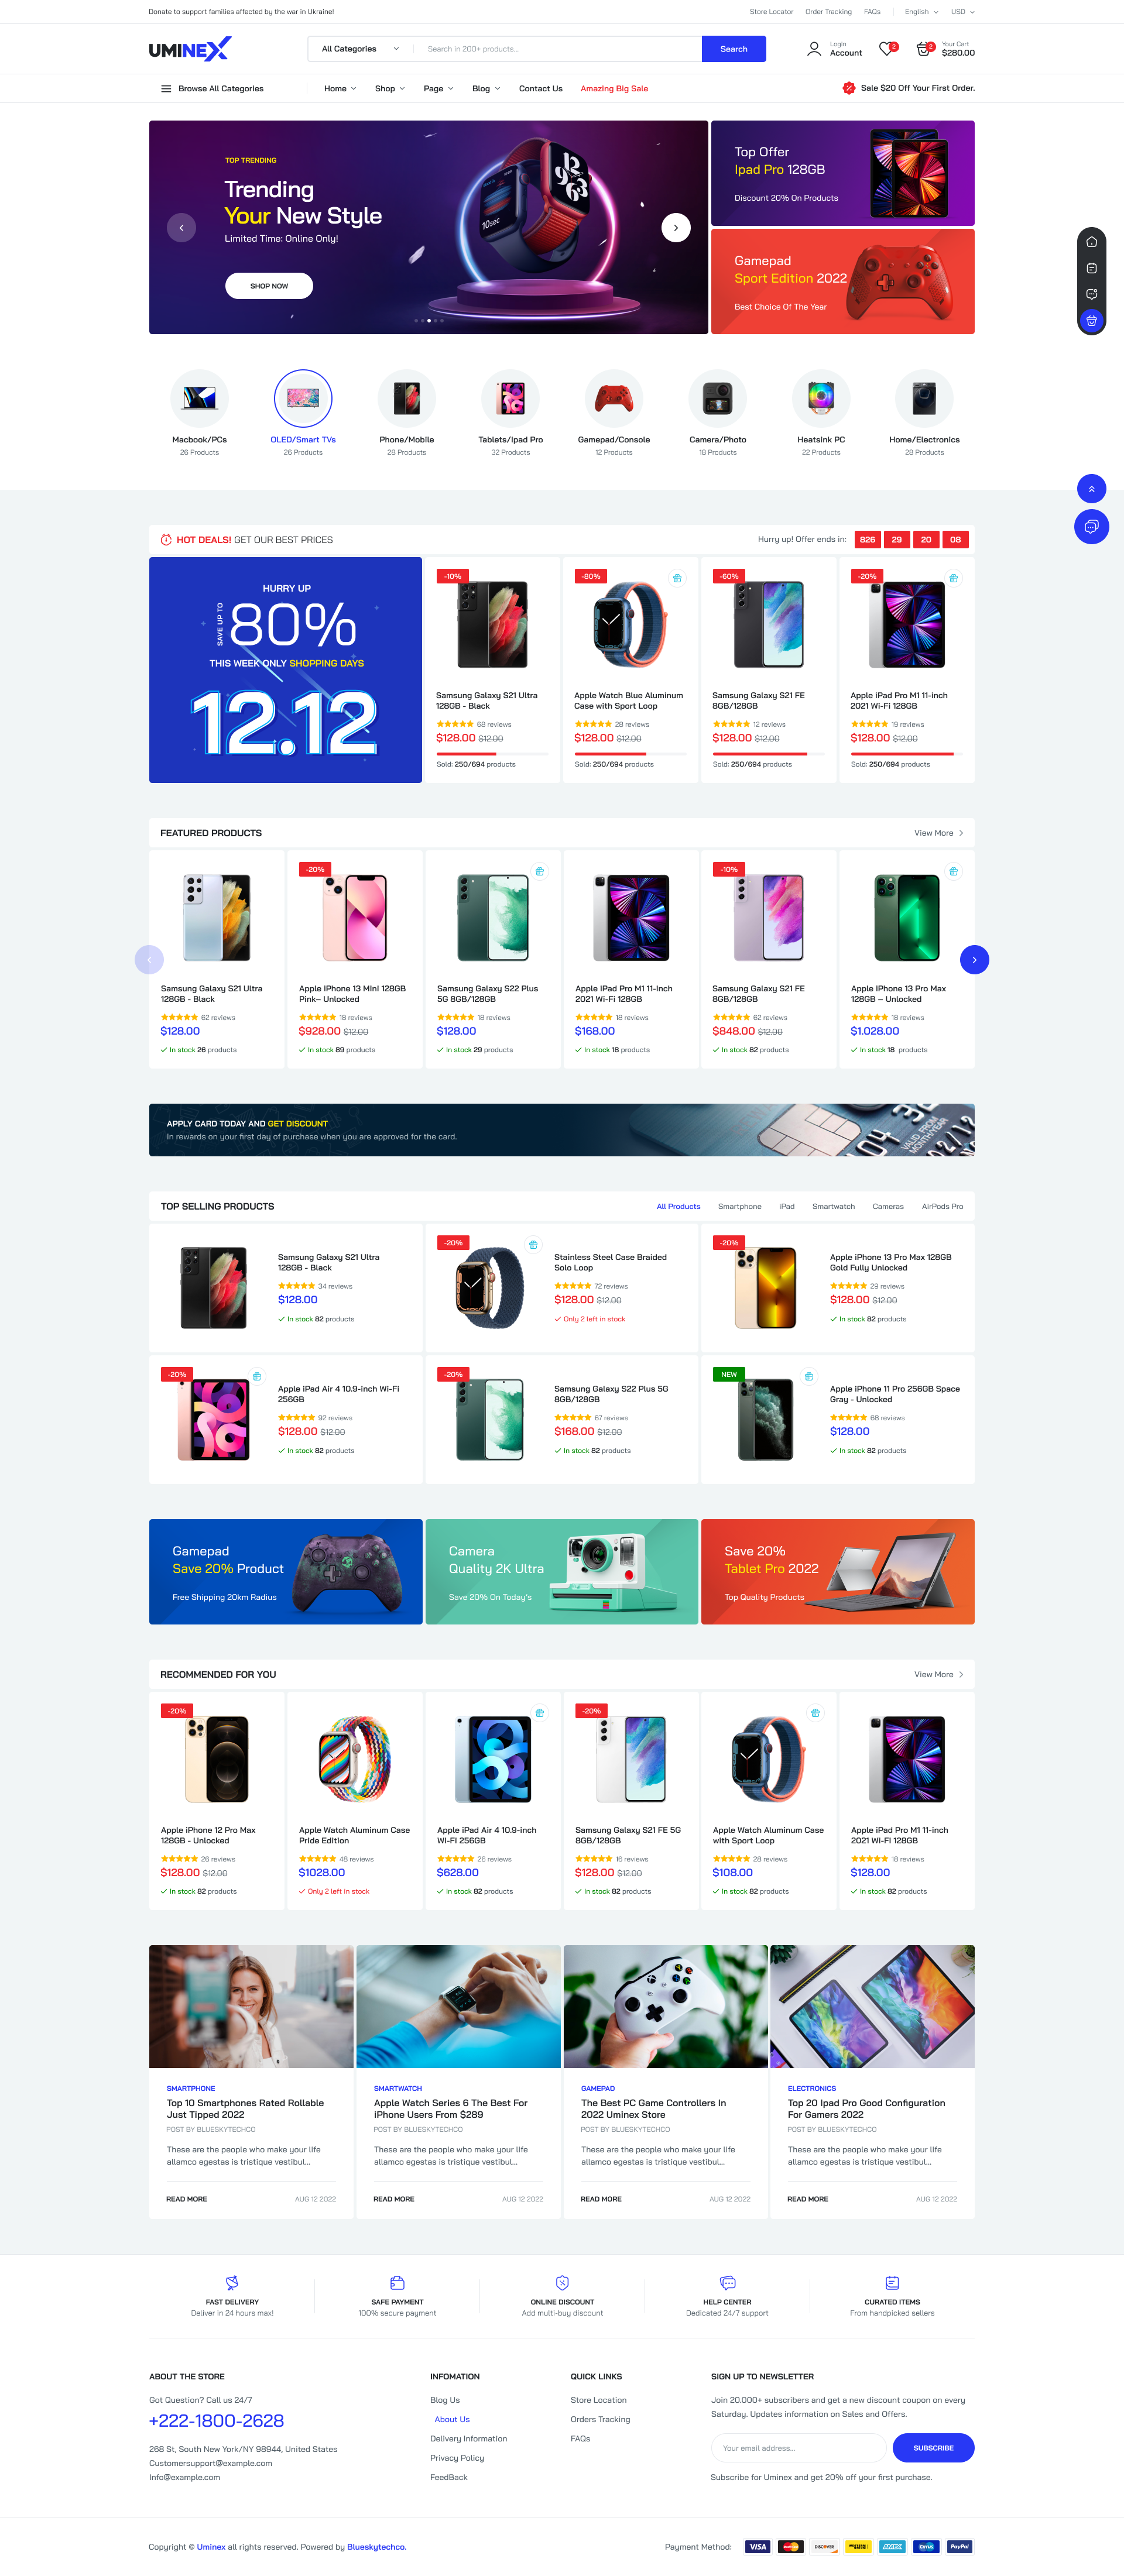 Donate to support families affected by the war in Ukraine!
Store Locator Order Tracking FAQs English USD
UMINEX
All Categories Search in 200+ products... Search
Login
Account
2
2
Your Cart
$280.00
Browse All Categories Home Shop Page Blog Contact Us Amazing Big Sale Sale $20 Off Your First Order.
TOP TRENDING
Trending
Your New Style
Limited Time: Online Only!
SHOP NOW
10sec
Top Offer
Ipad Pro 128GB
Discount 20% On Products
Gamepad
Sport Edition 2022
Best Choice Of The Year
Macbook/PCs
26 Products
OLED/Smart TVs
26 Products
Phone/Mobile
28 Products
Tablets/Ipad Pro
32 Products
Gamepad/Console
12 Products
Camera/Photo
18 Products
Heatsink PC
22 Products
Home/Electronics
28 Products
HOT DEALS! GET OUR BEST PRICES
Hurry up! Offer ends in: 826 29 20 08
HURRY UP
SAVE UP TO
80%
THIS WEEK ONLY SHOPPING DAYS
12.12
-10%
Samsung Galaxy S21 Ultra
128GB - Black
68 reviews
$128.00 $12.00
Sold: 250/694 products
-80%
Apple Watch Blue Aluminum
Case with Sport Loop
28 reviews
$128.00 $12.00
Sold: 250/694 products
-60%
Samsung Galaxy S21 FE
8GB/128GB
12 reviews
$128.00 $12.00
Sold: 250/694 products
-20%
Apple iPad Pro M1 11-inch
2021 Wi-Fi 128GB
19 reviews
$128.00 $12.00
Sold: 250/694 products
FEATURED PRODUCTS View More
Samsung Galaxy S21 Ultra
128GB - Black
62 reviews
$128.00
In stock 26 products
-20%
Apple iPhone 13 Mini 128GB
Pink– Unlocked
18 reviews
$928.00 $12.00
In stock 89 products
Samsung Galaxy S22 Plus
5G 8GB/128GB
18 reviews
$128.00
In stock 29 products
Apple iPad Pro M1 11-inch
2021 Wi-Fi 128GB
18 reviews
$168.00
In stock 18 products
-10%
Samsung Galaxy S21 FE
8GB/128GB
62 reviews
$848.00 $12.00
In stock 82 products
Apple iPhone 13 Pro Max
128GB – Unlocked
18 reviews
$1.028.00
In stock 18 products
APPLY CARD TODAY AND GET DISCOUNT
In rewards on your first day of purchase when you are approved for the card.
VALID FROM
MONTH/YEAR
TOP SELLING PRODUCTS All Products Smartphone iPad Smartwatch Cameras AirPods Pro
Samsung Galaxy S21 Ultra
128GB - Black
34 reviews
$128.00
In stock 82 products
-20%
Stainless Steel Case Braided
Solo Loop
72 reviews
$128.00 $12.00
Only 2 left in stock
-20%
Apple iPhone 13 Pro Max 128GB
Gold Fully Unlocked
29 reviews
$128.00 $12.00
In stock 82 products
-20%
Apple iPad Air 4 10.9-inch Wi-Fi
256GB
92 reviews
$128.00 $12.00
In stock 82 products
-20%
Samsung Galaxy S22 Plus 5G
8GB/128GB
67 reviews
$168.00 $12.00
In stock 82 products
NEW
Apple iPhone 11 Pro 256GB Space
Gray - Unlocked
68 reviews
$128.00
In stock 82 products
Gamepad
Save 20% Product
Free Shipping 20km Radius
Camera
Quality 2K Ultra
Save 20% On Today's
Save 20%
Tablet Pro 2022
Top Quality Products
RECOMMENDED FOR YOU View More
-20%
Apple iPhone 12 Pro Max
128GB - Unlocked
26 reviews
$128.00 $12.00
In stock 82 products
Apple Watch Aluminum Case
Pride Edition
48 reviews
$1028.00
Only 2 left in stock
Apple iPad Air 4 10.9-inch
Wi-Fi 256GB
26 reviews
$628.00
In stock 82 products
-20%
Samsung Galaxy S21 FE 5G
8GB/128GB
16 reviews
$128.00 $12.00
In stock 82 products
Apple Watch Aluminum Case
with Sport Loop
28 reviews
$108.00
In stock 82 products
Apple iPad Pro M1 11-inch
2021 Wi-Fi 128GB
18 reviews
$128.00
In stock 82 products
SMARTPHONE
Top 10 Smartphones Rated Rollable
Just Tipped 2022
POST BY BLUESKYTECHCO
These are the people who make your life
allamco egestas is tristique vestibul...
READ MORE AUG 12 2022
SMARTWATCH
Apple Watch Series 6 The Best For
iPhone Users From $289
POST BY BLUESKYTECHCO
These are the people who make your life
allamco egestas is tristique vestibul...
READ MORE AUG 12 2022
GAMEPAD
The Best PC Game Controllers In
2022 Uminex Store
POST BY BLUESKYTECHCO
These are the people who make your life
allamco egestas is tristique vestibul...
READ MORE AUG 12 2022
ELECTRONICS
Top 20 Ipad Pro Good Configuration
For Gamers 2022
POST BY BLUESKYTECHCO
These are the people who make your life
allamco egestas is tristique vestibul...
READ MORE AUG 12 2022
FAST DELIVERY
Deliver in 24 hours max!
SAFE PAYMENT
100% secure payment
ONLINE DISCOUNT
Add multi-buy discount
HELP CENTER
Dedicated 24/7 support
CURATED ITEMS
From handpicked sellers
ABOUT THE STORE
Got Question? Call us 24/7
+222-1800-2628
268 St, South New York/NY 98944, United States
Customersupport@example.com
Info@example.com
INFOMATION
Blog Us
About Us
Delivery Information
Privacy Policy
FeedBack
QUICK LINKS
Store Location
Orders Tracking
FAQs
SIGN UP TO NEWSLETTER
Join 20.000+ subscribers and get a new discount coupon on every
Saturday. Updates information on Sales and Offers.
Your email address... SUBSCRIBE
Subscribe for Uminex and get 20% off your first purchase.
Copyright © Uminex all rights reserved. Powered by Blueskytechco.
Payment Method: VISA DISCOVER Cirrus PayPal